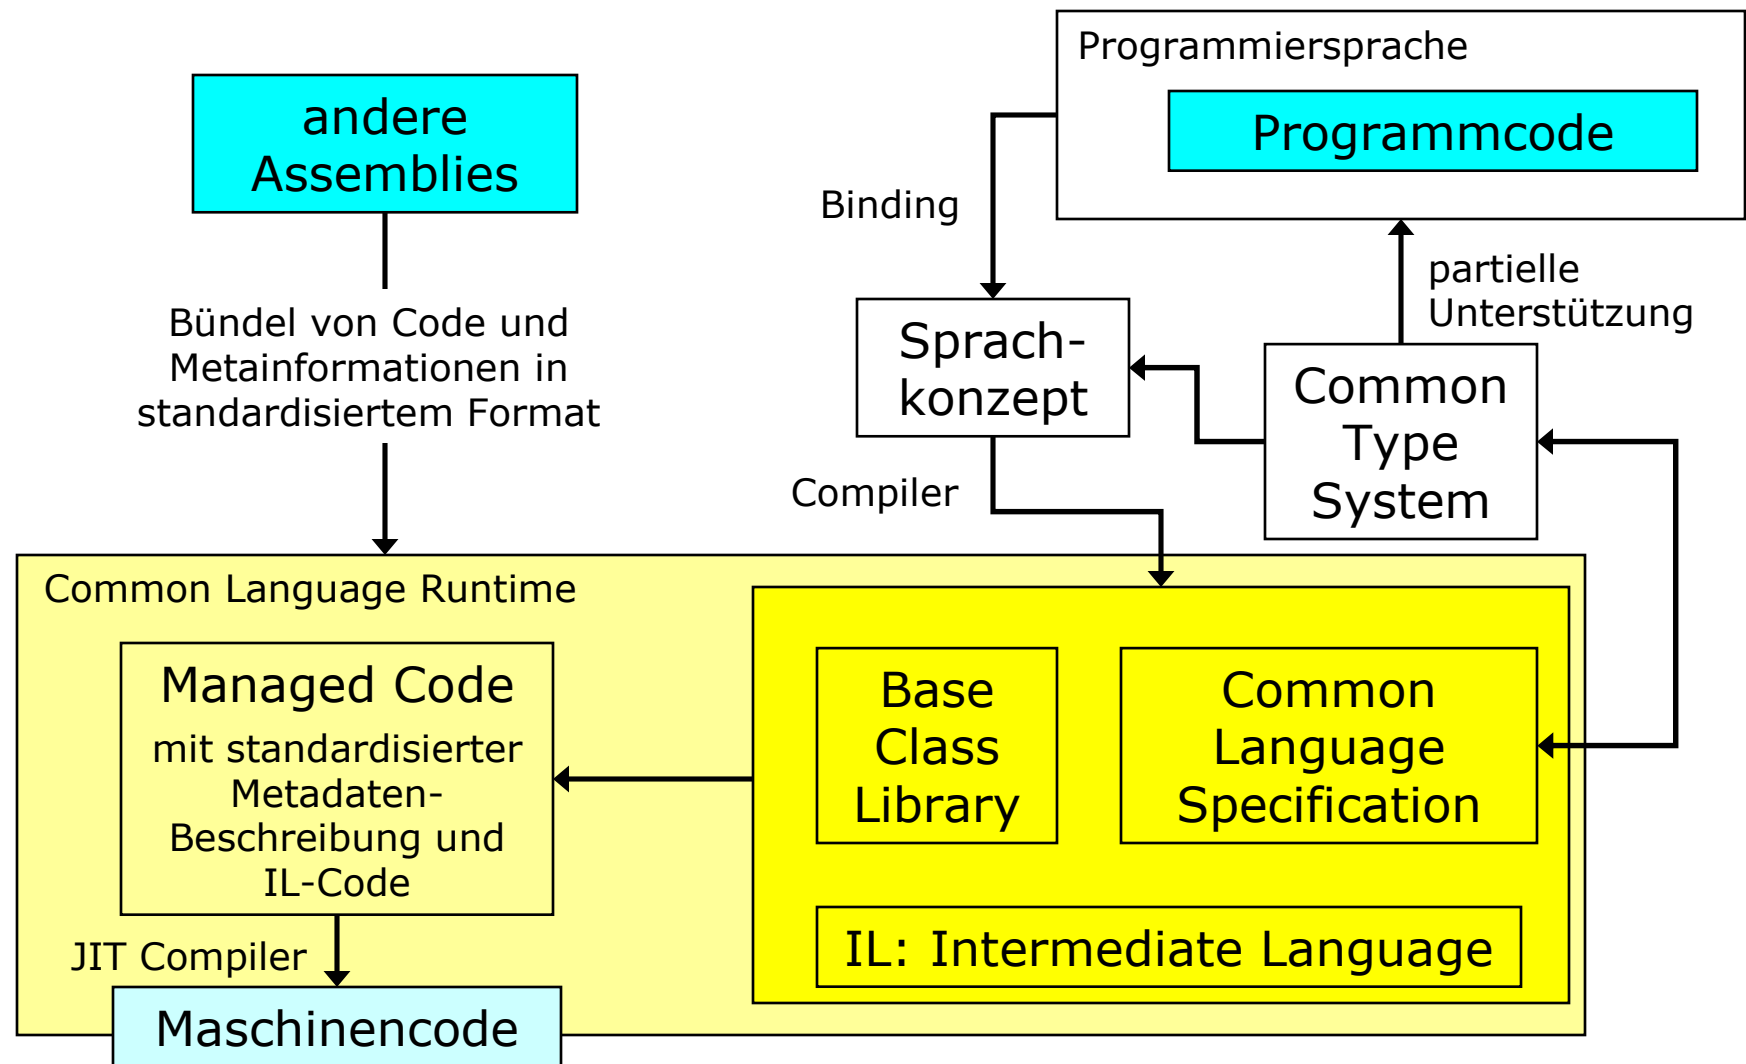 Programmiersprache
Programmcode
andere
Assemblies
Binding
partielle
Unterstützung
Bündel von Code und
Metainformationen in
standardisiertem Format
Sprach-
konzept
Common
Type
System
Compiler
Common Language Runtime
Managed Code
mit standardisierter
Metadaten-
Beschreibung und
IL-Code
Base
Class
Library
Common
Language
Specification
IL: Intermediate Language
JIT Compiler
Maschinencode